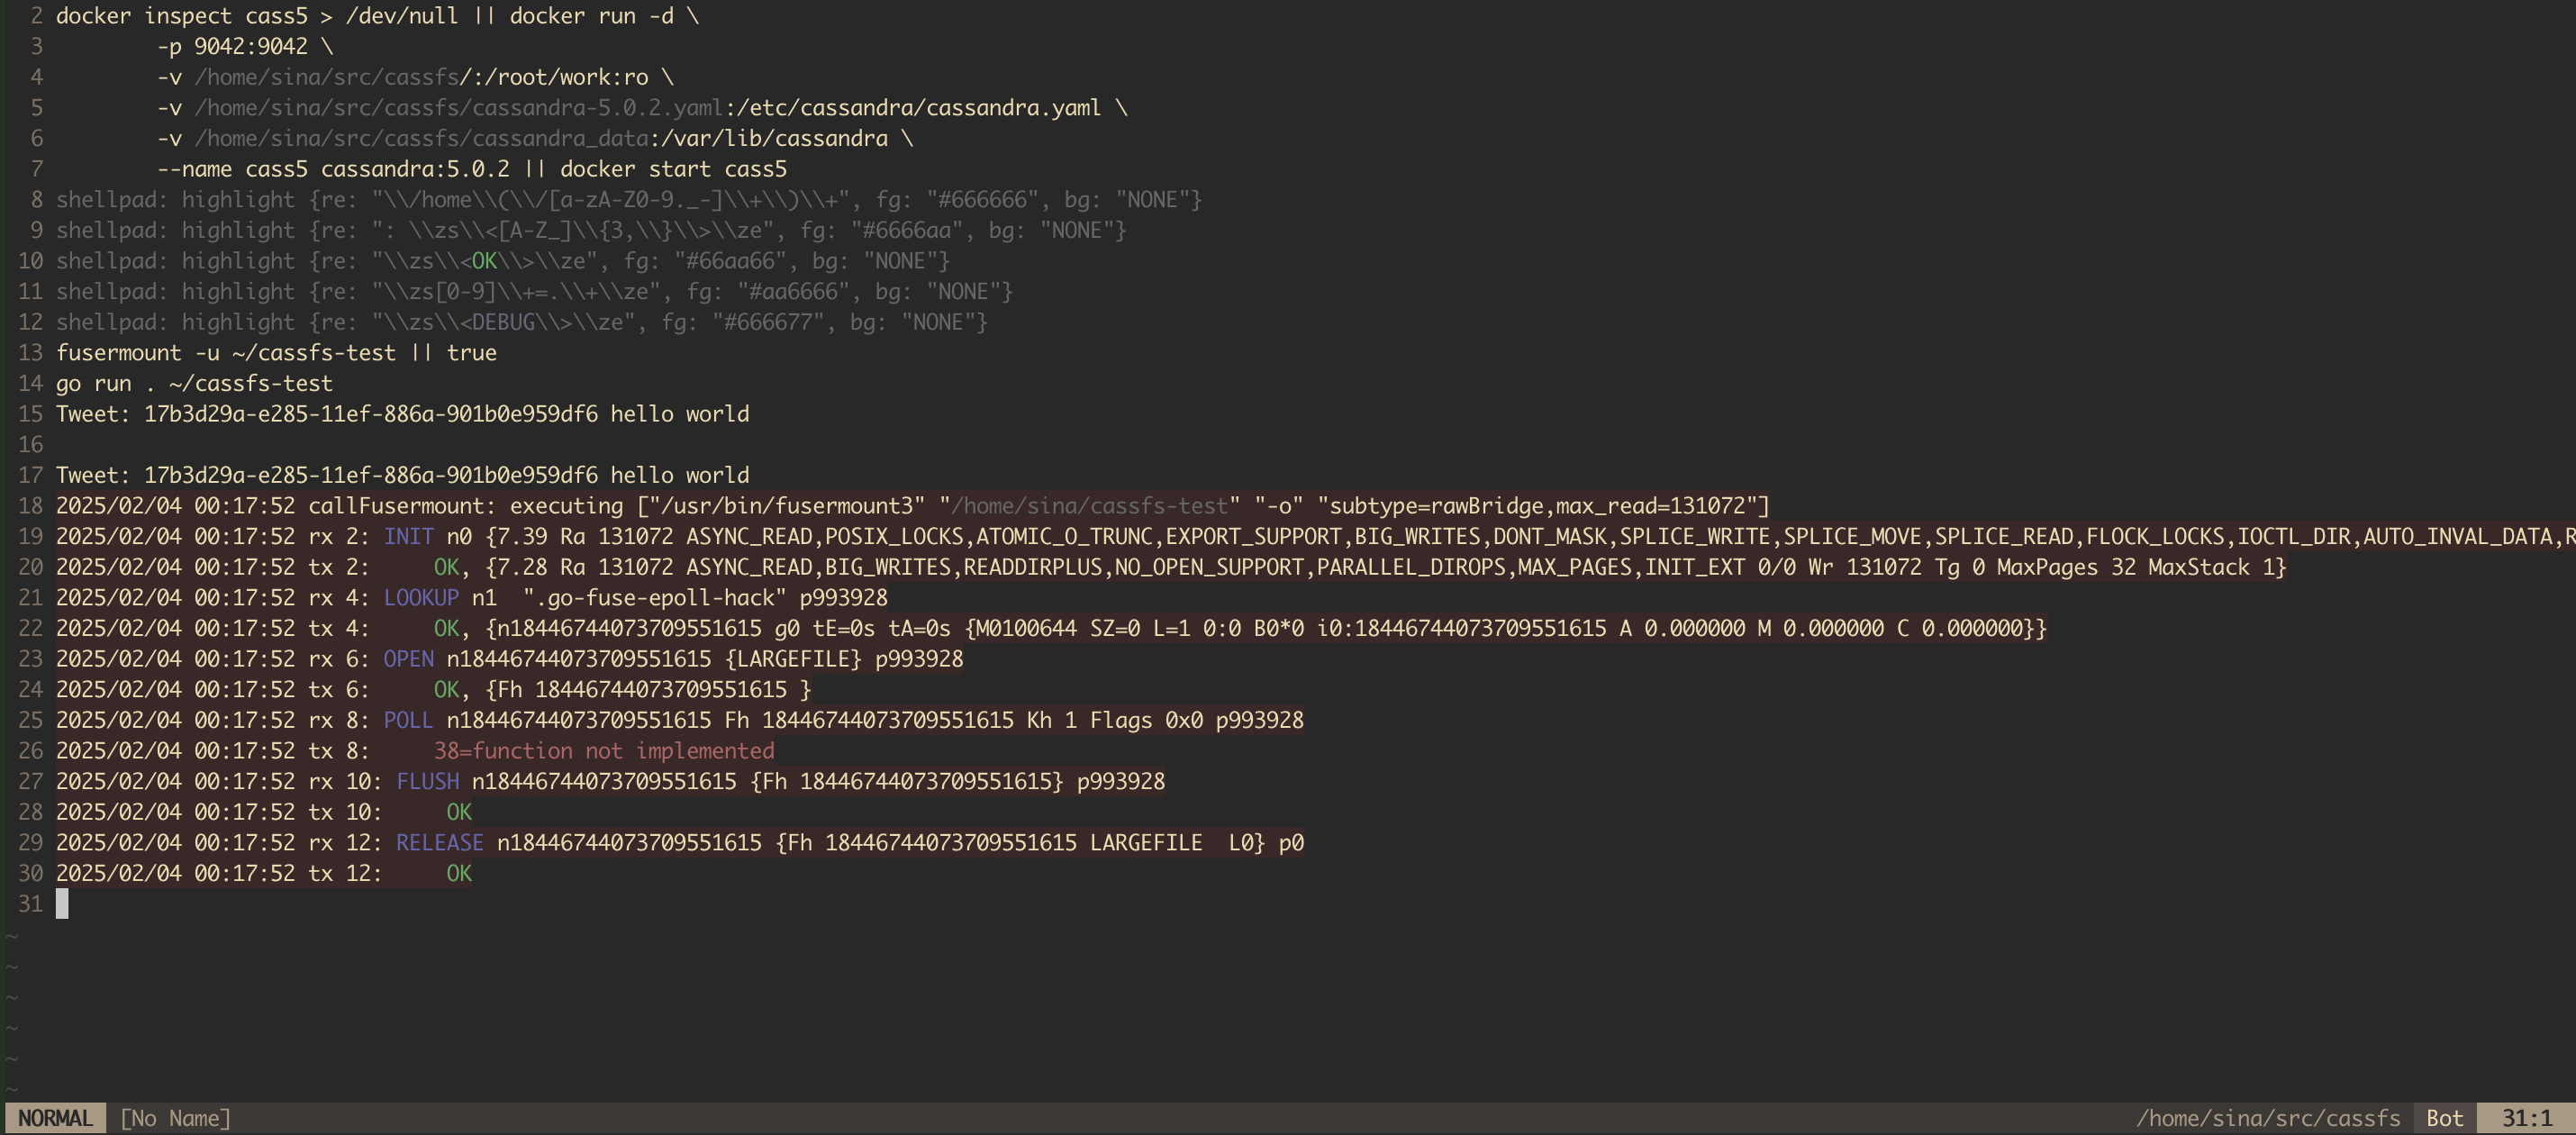 2 docker inspect cass5 > /dev/null || docker run -d \
3         -p 9042:9042 \
4         -v /home/sina/src/cassfs/:/root/work:ro \
5         -v /home/sina/src/cassfs/cassandra-5.0.2.yaml:/etc/cassandra/cassandra.yaml \
6         -v /home/sina/src/cassfs/cassandra_data:/var/lib/cassandra \
7         --name cass5 cassandra:5.0.2 || docker start cass5
8 shellpad: highlight {re: "\\/home\\(\\/[a-zA-Z0-9._-]\\+\\)\\+", fg: "#666666", bg: "NONE"}
9 shellpad: highlight {re: ": \\zs\\<[A-Z_]\\{3,\\}\\>\\ze", fg: "#6666aa", bg: "NONE"}
10 shellpad: highlight {re: "\\zs\\<OK\\>\\ze", fg: "#66aa66", bg: "NONE"}
11 shellpad: highlight {re: "\\zs[0-9]\\+=.\\+\\ze", fg: "#aa6666", bg: "NONE"}
12 shellpad: highlight {re: "\\zs\\<DEBUG\\>\\ze", fg: "#666677", bg: "NONE"}
13 fusermount -u ~/cassfs-test || true
14 go run . ~/cassfs-test
15 Tweet: 17b3d29a-e285-11ef-886a-901b0e959df6 hello world
16
17 Tweet: 17b3d29a-e285-11ef-886a-901b0e959df6 hello world
18 2025/02/04 00:17:52 callFusermount: executing ["/usr/bin/fusermount3" "/home/sina/cassfs-test" "-o" "subtype=rawBridge,max_read=131072"]
19 2025/02/04 00:17:52 rx 2: INIT n0 {7.39 Ra 131072 ASYNC_READ,POSIX_LOCKS,ATOMIC_O_TRUNC,EXPORT_SUPPORT,BIG_WRITES,DONT_MASK,SPLICE_WRITE,SPLICE_MOVE,SPLICE_READ,FLOCK_LOCKS,IOCTL_DIR,AUTO_INVAL_DATA,R
20 2025/02/04 00:17:52 tx 2:     OK, {7.28 Ra 131072 ASYNC_READ,BIG_WRITES,READDIRPLUS,NO_OPEN_SUPPORT,PARALLEL_DIROPS,MAX_PAGES,INIT_EXT 0/0 Wr 131072 Tg 0 MaxPages 32 MaxStack 1}
21 2025/02/04 00:17:52 rx 4: LOOKUP n1  ".go-fuse-epoll-hack" p993928
22 2025/02/04 00:17:52 tx 4:     OK, {n18446744073709551615 g0 tE=0s tA=0s {M0100644 SZ=0 L=1 0:0 B0*0 i0:18446744073709551615 A 0.000000 M 0.000000 C 0.000000}}
23 2025/02/04 00:17:52 rx 6: OPEN n18446744073709551615 {LARGEFILE} p993928
24 2025/02/04 00:17:52 tx 6:     OK, {Fh 18446744073709551615 }
25 2025/02/04 00:17:52 rx 8: POLL n18446744073709551615 Fh 18446744073709551615 Kh 1 Flags 0x0 p993928
26 2025/02/04 00:17:52 tx 8:     38=function not implemented
27 2025/02/04 00:17:52 rx 10: FLUSH n18446744073709551615 {Fh 18446744073709551615} p993928
28 2025/02/04 00:17:52 tx 10:     OK
29 2025/02/04 00:17:52 rx 12: RELEASE n18446744073709551615 {Fh 18446744073709551615 LARGEFILE  L0} p0
30 2025/02/04 00:17:52 tx 12:     OK
31
~
~
~
~
~
~
NORMAL [No Name] /home/sina/src/cassfs Bot 31:1